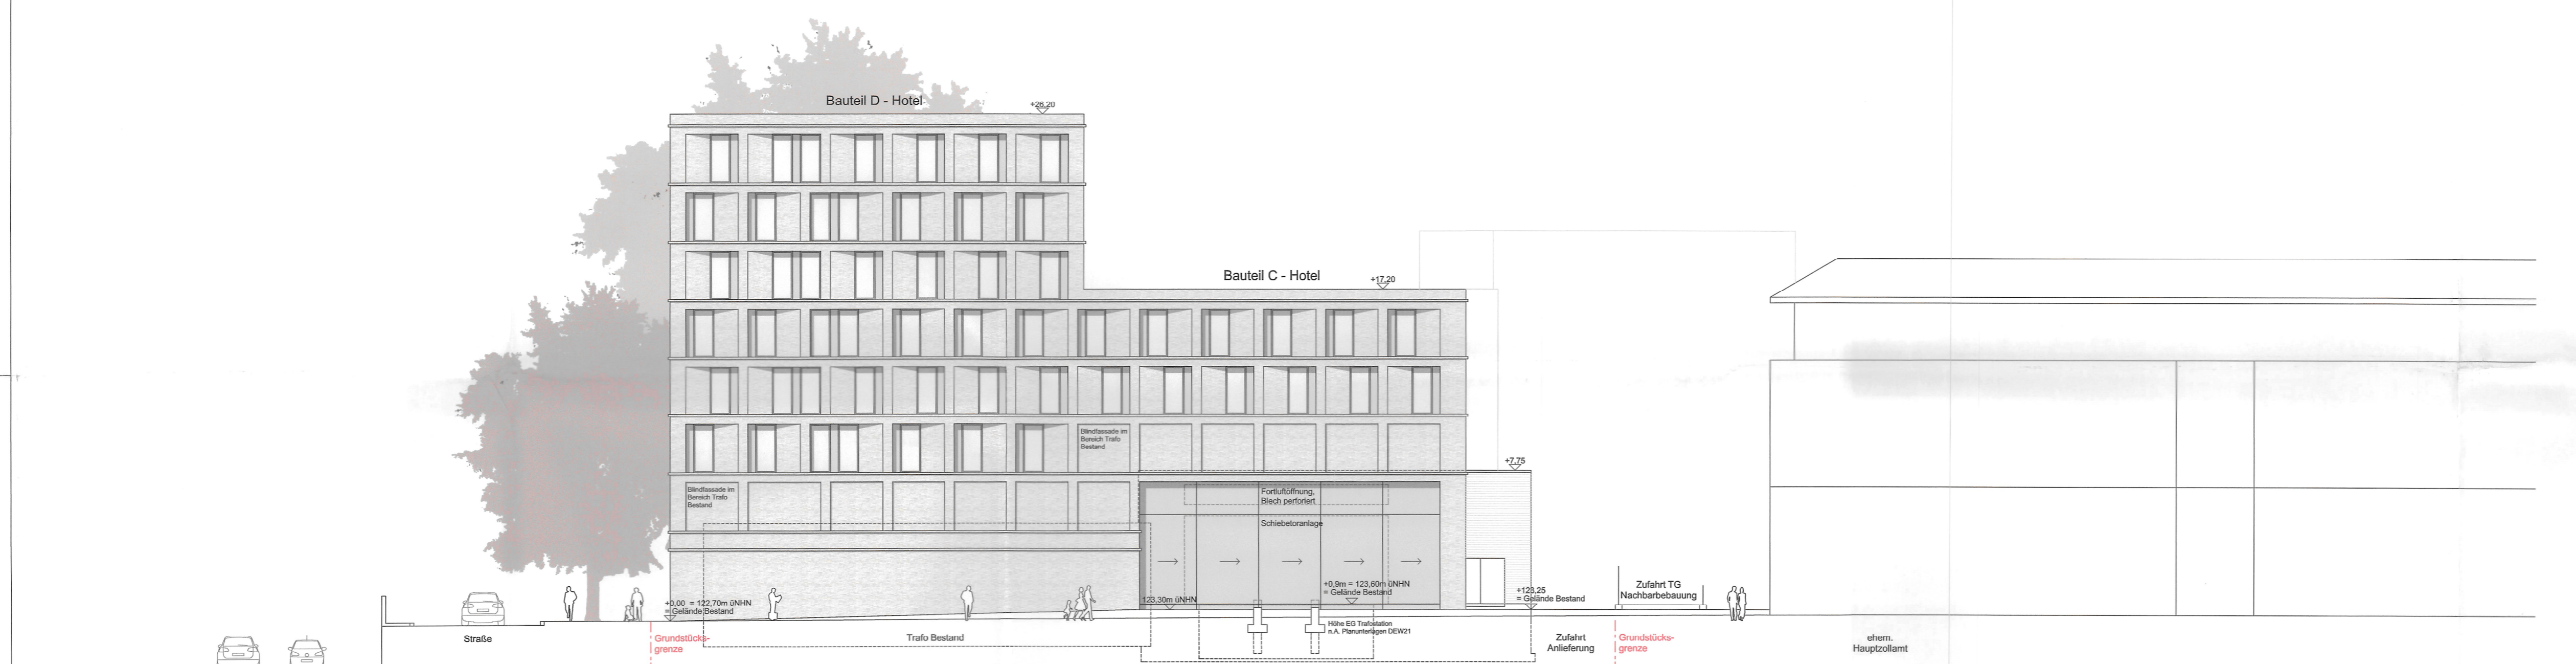 Bauteil D - Hotel
+26,20
Bauteil C - Hotel
+17,20
Blindfassade im
Bereich Trafo
Bestand
+7,75
Blindfassade im
Bereich Trafo
Bestand
Fortluftöffnung,
Blech perforiert
Schiebetoranlage
+0,9m = 123,60m üNHN
= Gelände Bestand
Zufahrt TG
Nachbarbebauung
+123,25
= Gelände Bestand
+0,00 = 122,70m üNHN
= Gelände Bestand
123,30m üNHN
Höhe EG Trafostation
n.A. Planunterlagen DEW21
Straße
Grundstücks-
grenze
Trafo Bestand
Zufahrt
Anlieferung
Grundstücks-
grenze
ehem.
Hauptzollamt